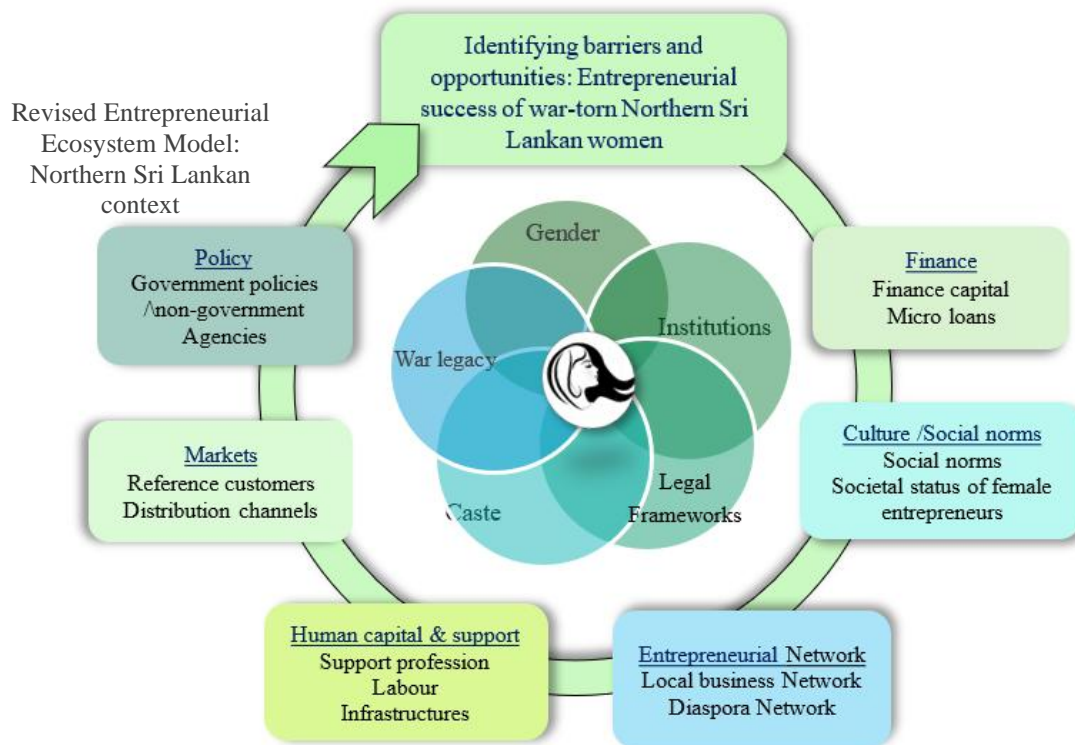 Identifying barriers and
opportunities: Entrepreneurial
success of war-torn Northern Sri
Lankan women
Revised Entrepreneurial
Ecosystem Model:
Northern Sri Lankan
context
Policy
Government policies
/\non-government
Agencies
Gender
Institutions
War legacy
Caste
Legal
Frameworks
Finance
Finance capital
Micro loans
Markets
Reference customers
Distribution channels
Culture /Social norms
Social norms
Societal status of female
entrepreneurs
Human capital & support
Support profession
Labour
Infrastructures
Entrepreneurial Network
Local business Network
Diaspora Network